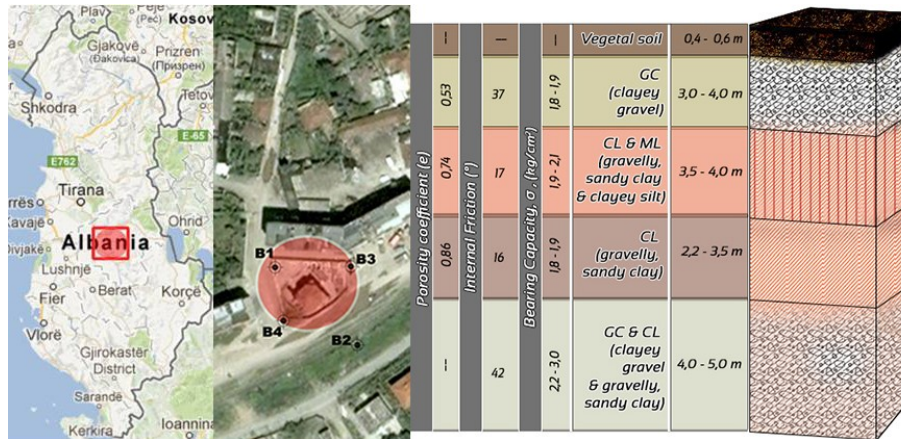 Kosov
(Peć)
Peje
Gjakovë
(Đakovica)
Prizren
(Призрен)
Shkodra
Tetov
E-65
E762
Tirana
Durrës
Kavajë
Ohrid
Albania
Divjakë
Lushnjë
Fier
Berat
Korçë
Vlorë
Gjirokastër
District
Sarandë
Kerkira
Ioannina
B1
B3
B4
B2
Porosity coefficient (e)
Internal Friction (°)
Bearing Capacity, σ, (kg/cm²)
— — — Vegetal soil 0,4 - 0,6 m
0,53 37 1,8 - 1,9 GC
(clayey
gravel) 3,0 - 4,0 m
0,74 17 1,9 - 2,1 CL & ML
(gravelly,
sandy clay
& clayey silt) 3,5 - 4,0 m
0,86 16 1,8 - 1,9 CL
(gravelly,
sandy clay) 2,2 - 3,5 m
-- 42 2,2 - 3,0 GC & CL
(clayey
gravel
& gravelly,
sandy clay) 4,0 - 5,0 m